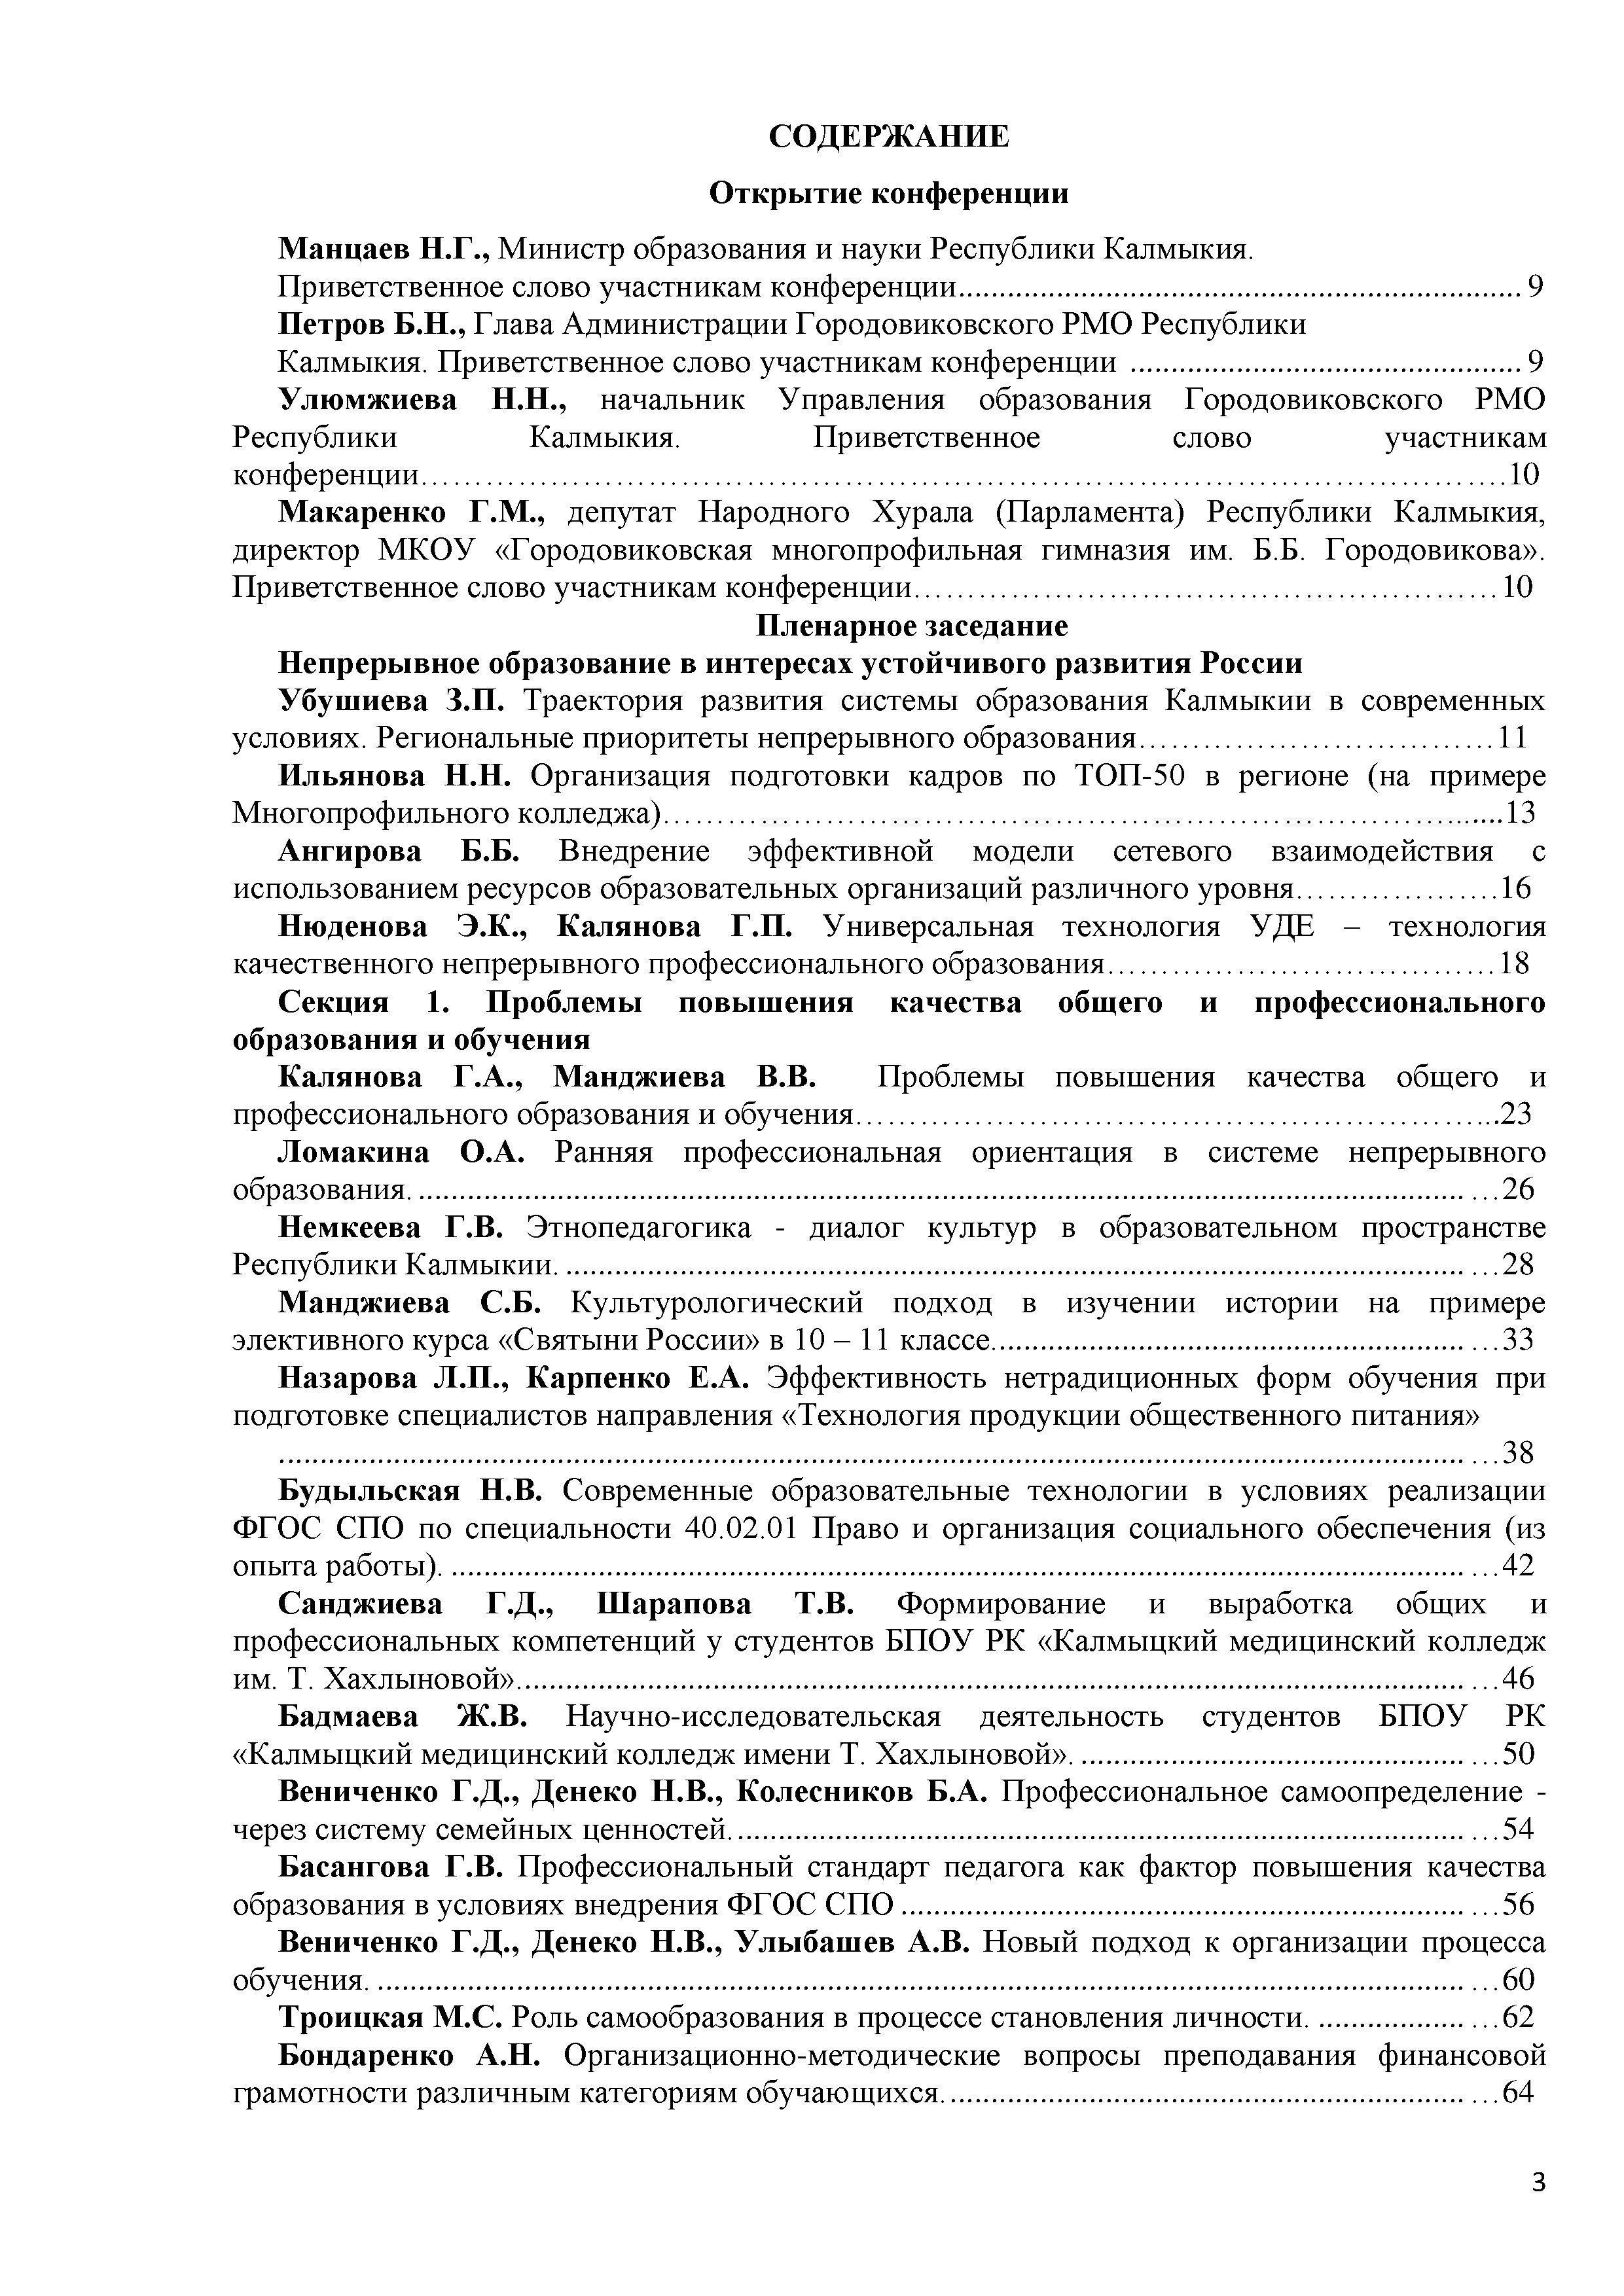 СОДЕРЖАНИЕ
Открытие конференции
Манцаев Н.Г., Министр образования и науки Республики Калмыкия.
Приветственное слово участникам конференции.......................................................................9
Петров Б.Н., Глава Администрации Городовиковского РМО Республики
Калмыкия. Приветственное слово участникам конференции ................................................9
Улюмжиева Н.Н., начальник Управления образования Городовиковского РМО
Республики Калмыкия. Приветственное слово участникам
конференции……………………………………………………………………………………10
Макаренко Г.М., депутат Народного Хурала (Парламента) Республики Калмыкия,
директор МКОУ «Городовиковская многопрофильная гимназия им. Б.Б. Городовикова».
Приветственное слово участникам конференции………………………………………………10
Пленарное заседание
Непрерывное образование в интересах устойчивого развития России
Убушиева З.П. Траектория развития системы образования Калмыкии в современных
условиях. Региональные приоритеты непрерывного образования……………………………11
Ильянова Н.Н. Организация подготовки кадров по ТОП-50 в регионе (на примере
Многопрофильного колледжа)………………………………………………………………......13
Ангирова Б.Б. Внедрение эффективной модели сетевого взаимодействия с
использованием ресурсов образовательных организаций различного уровня………………16
Нюденова Э.К., Калянова Г.П. Универсальная технология УДЕ – технология
качественного непрерывного профессионального образования………………………………18
Секция 1. Проблемы повышения качества общего и профессионального
образования и обучения
Калянова Г.А., Манджиева В.В. Проблемы повышения качества общего и
профессионального образования и обучения……………………………………………………...23
Ломакина О.А. Ранняя профессиональная ориентация в системе непрерывного
образования. ................................................................................................................................ …26
Немкеева Г.В. Этнопедагогика - диалог культур в образовательном пространстве
Республики Калмыкии. .............................................................................................................. …28
Манджиева С.Б. Культурологический подход в изучении истории на примере
элективного курса «Святыни России» в 10 – 11 классе.......................................................... …33
Назарова Л.П., Карпенко Е.А. Эффективность нетрадиционных форм обучения при
подготовке специалистов направления «Технология продукции общественного питания»
................................................................................................................................................... …38
Будыльская Н.В. Современные образовательные технологии в условиях реализации
ФГОС СПО по специальности 40.02.01 Право и организация социального обеспечения (из
опыта работы). ............................................................................................................................ …42
Санджиева Г.Д., Шарапова Т.В. Формирование и выработка общих и
профессиональных компетенций у студентов БПОУ РК «Калмыцкий медицинский колледж
им. Т. Хахлыновой».................................................................................................................... …46
Бадмаева Ж.В. Научно-исследовательская деятельность студентов БПОУ РК
«Калмыцкий медицинский колледж имени Т. Хахлыновой». ............................................... …50
Вениченко Г.Д., Денеко Н.В., Колесников Б.А. Профессиональное самоопределение -
через систему семейных ценностей.......................................................................................... …54
Басангова Г.В. Профессиональный стандарт педагога как фактор повышения качества
образования в условиях внедрения ФГОС СПО ..................................................................... …56
Вениченко Г.Д., Денеко Н.В., Улыбашев А.В. Новый подход к организации процесса
обучения. ..................................................................................................................................... …60
Троицкая М.С. Роль самообразования в процессе становления личности. .................. …62
Бондаренко А.Н. Организационно-методические вопросы преподавания финансовой
грамотности различным категориям обучающихся................................................................ …64
3